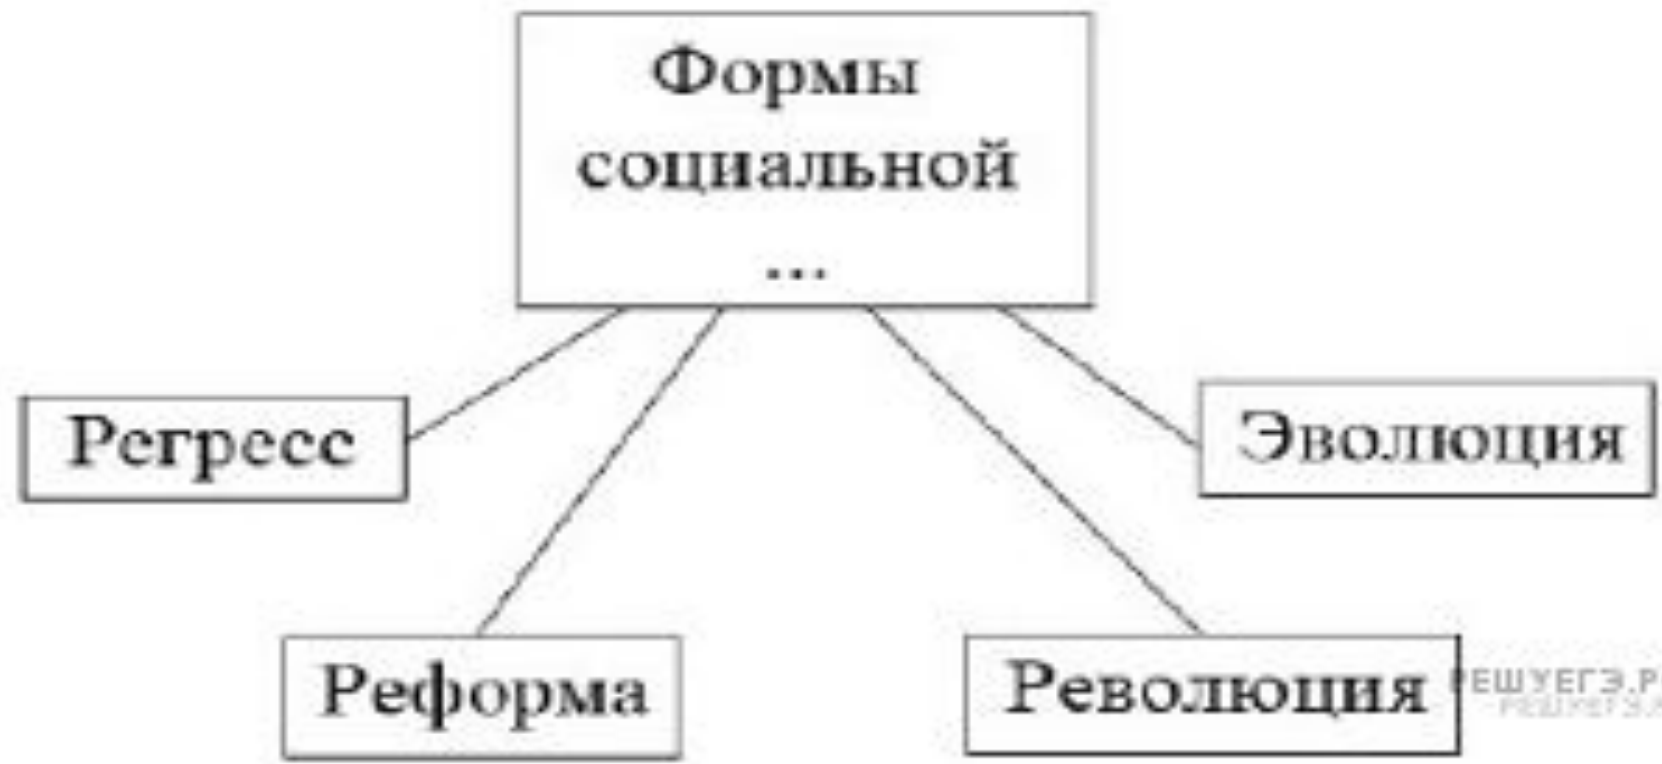 Формы
социальной
...
Регресс
Эволюция
Реформа
Революция